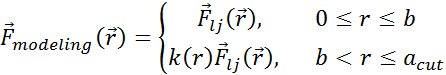 F⃗_modeling(r⃗) = { F⃗_lj(r⃗), 0 ≤ r ≤ b
k(r)F⃗_lj(r⃗), b < r ≤ a_cut